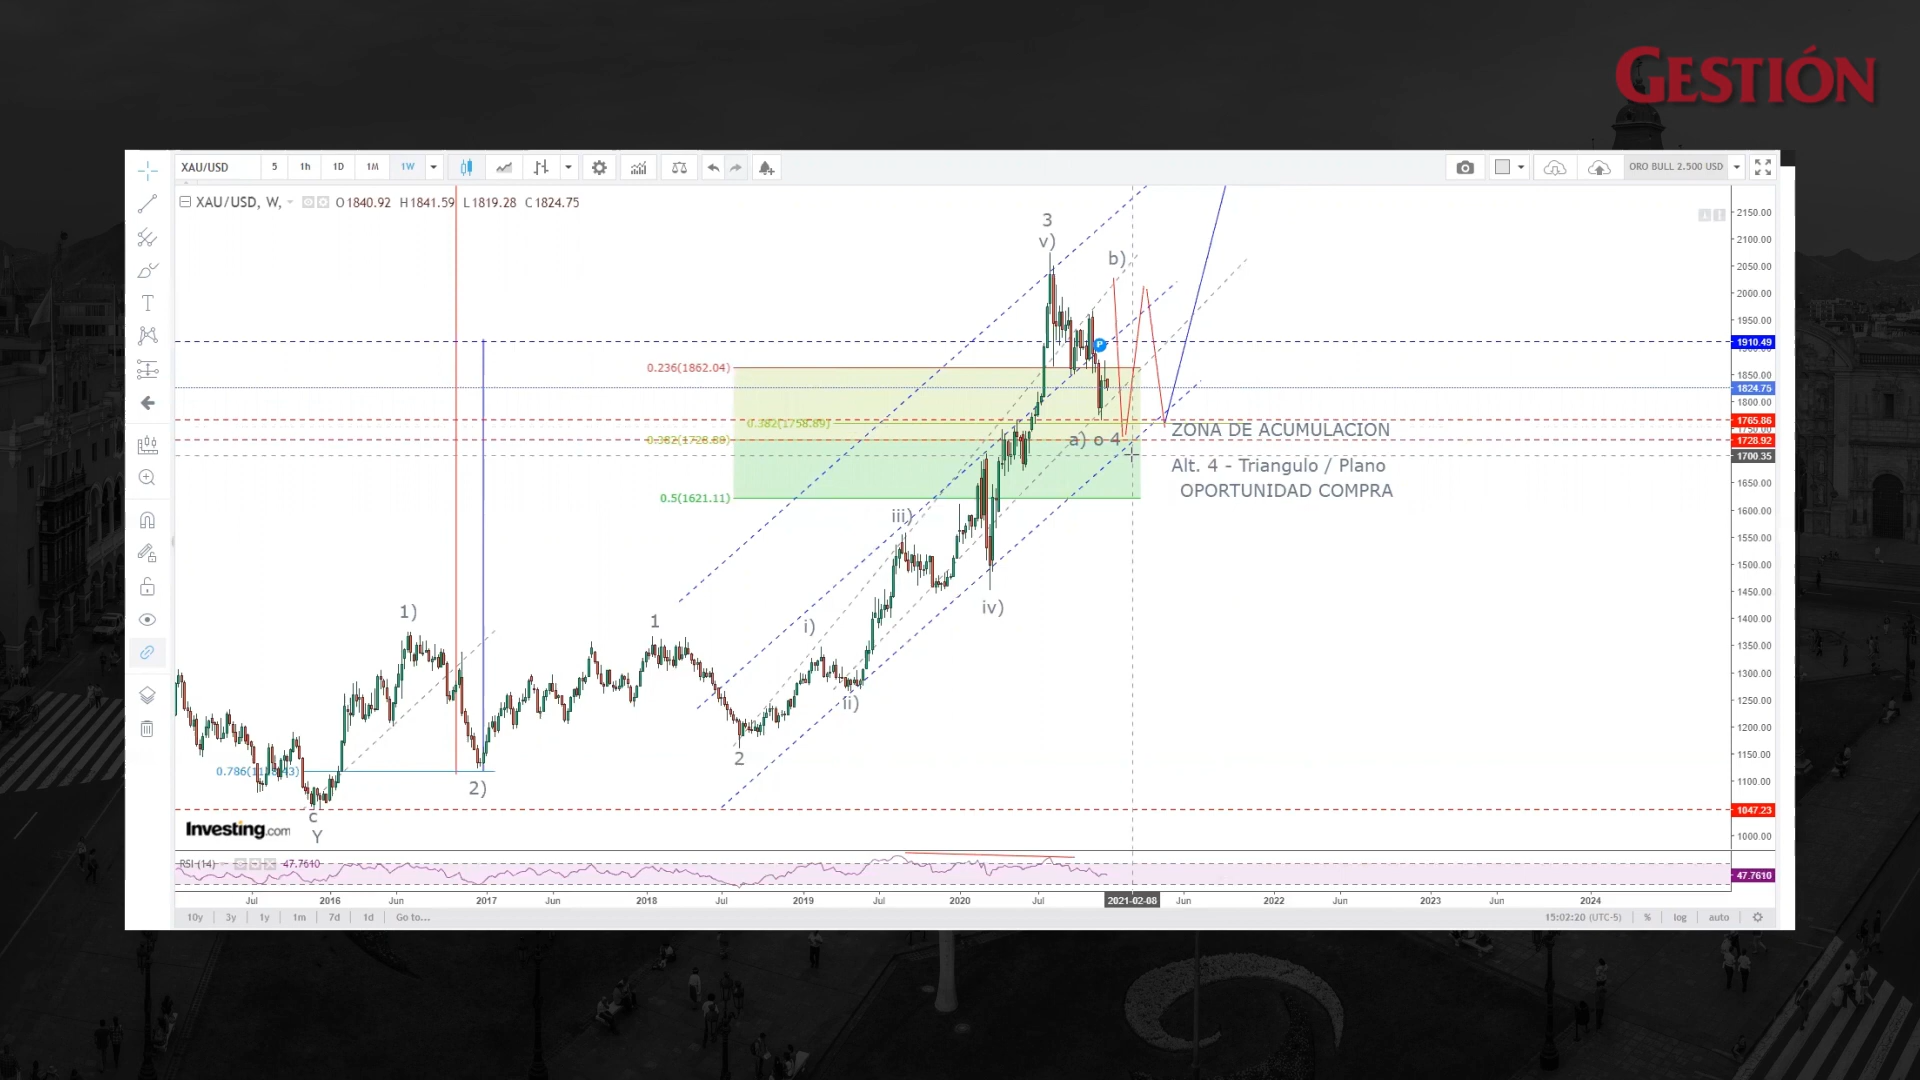 GESTIÓN
XAU/USD 5 1h 1D 1M 1W ORO BULL 2.500 USD
XAU/USD, W, O1840.92 H1841.59 L1819.28 C1824.75
2150.00
2100.00
2050.00
2000.00
1950.00
1910.49
1850.00
1824.75
1800.00
1765.86
1728.92
1700.35
1650.00
1600.00
1550.00
1500.00
1450.00
1400.00
1350.00
1300.00
1250.00
1200.00
1150.00
1100.00
1047.23
1000.00
3
v)
b)
P
0.236(1862.04)
0.382(1758.89)
a) o 4
ZONA DE ACUMULACION
Alt. 4 - Triangulo / Plano
OPORTUNIDAD COMPRA
0.5(1621.11)
iii)
iv)
1)
1
i)
ii)
2
2)
c
Y
Investing.com
RSI (14) 47.7610
47.7610
Jul 2016 Jun 2017 Jun 2018 Jul 2019 Jul 2020 Jul 2021-02-08 Jun 2022 Jun 2023 Jun 2024
10y 3y 1y 1m 7d 1d Go to... 15:02:20 (UTC-5) % log auto